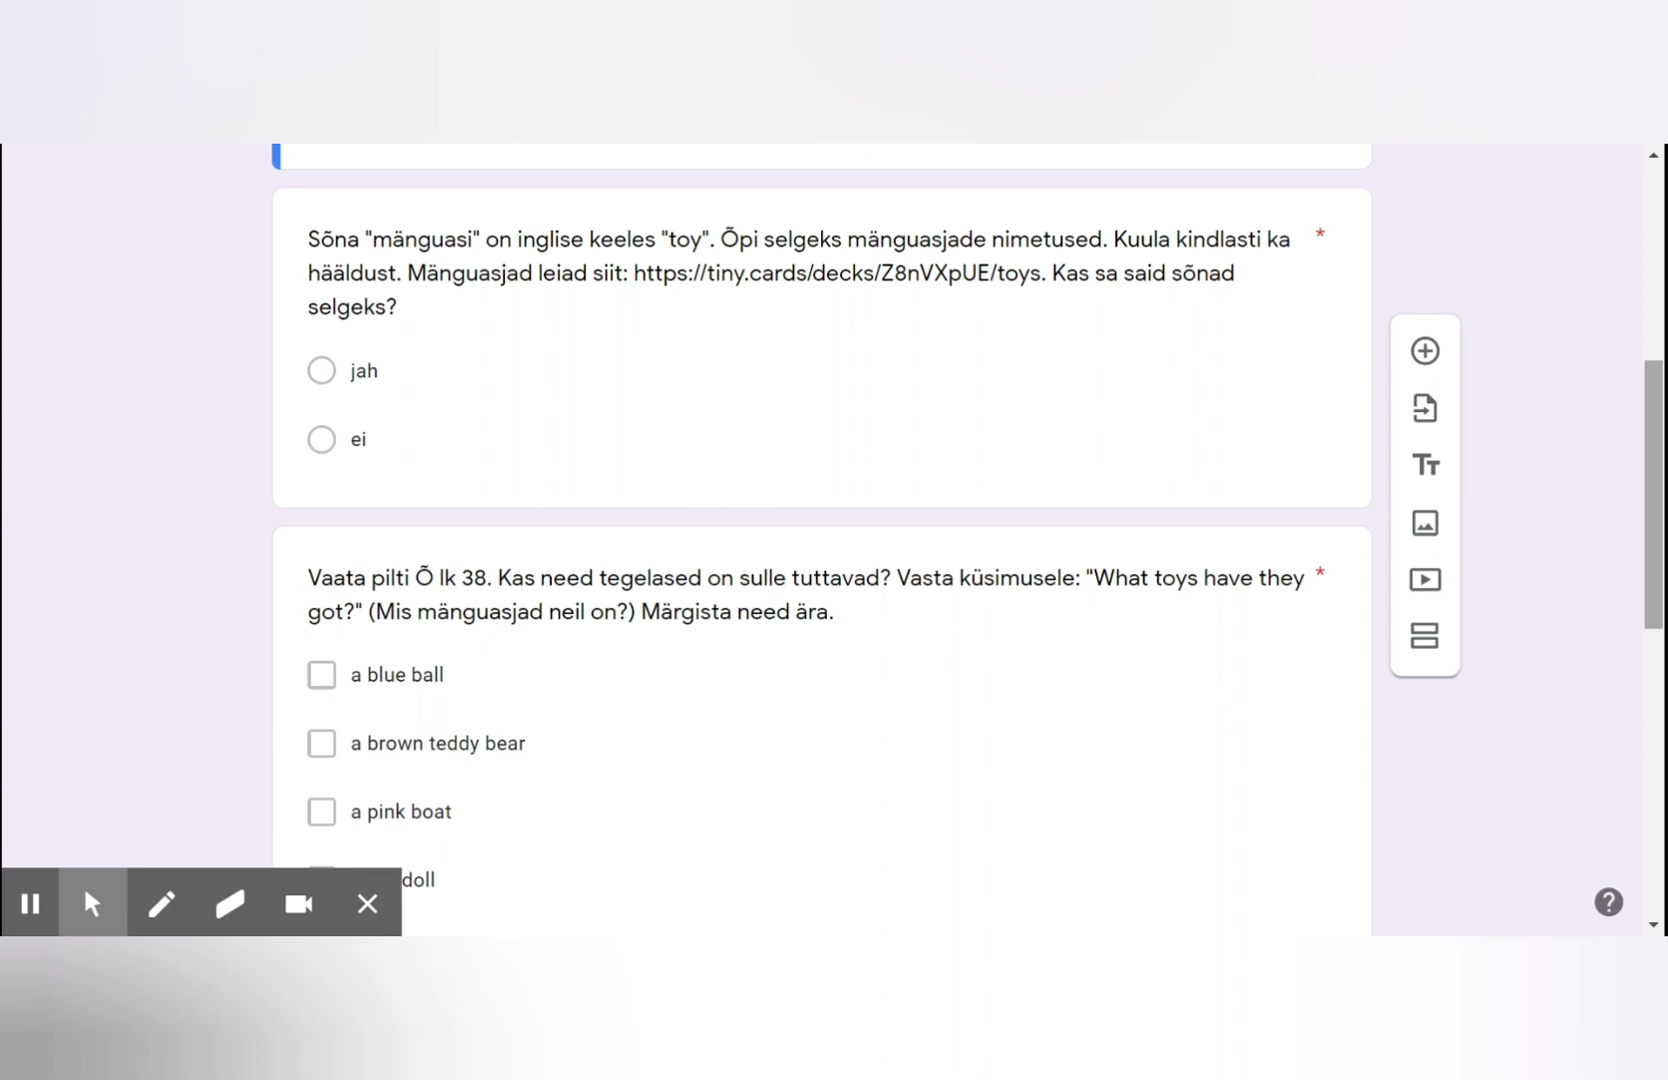 Sõna "mänguasi" on inglise keeles "toy". Õpi selgeks mänguasjade nimetused. Kuula kindlasti ka *
hääldust. Mänguasjad leiad siit: https://tiny.cards/decks/Z8nVXpUE/toys. Kas sa said sõnad
selgeks?
jah
ei
Vaata pilti Õ lk 38. Kas need tegelased on sulle tuttavad? Vasta küsimusele: "What toys have they *
got?" (Mis mänguasjad neil on?) Märgista need ära.
a blue ball
a brown teddy bear
a pink boat
doll